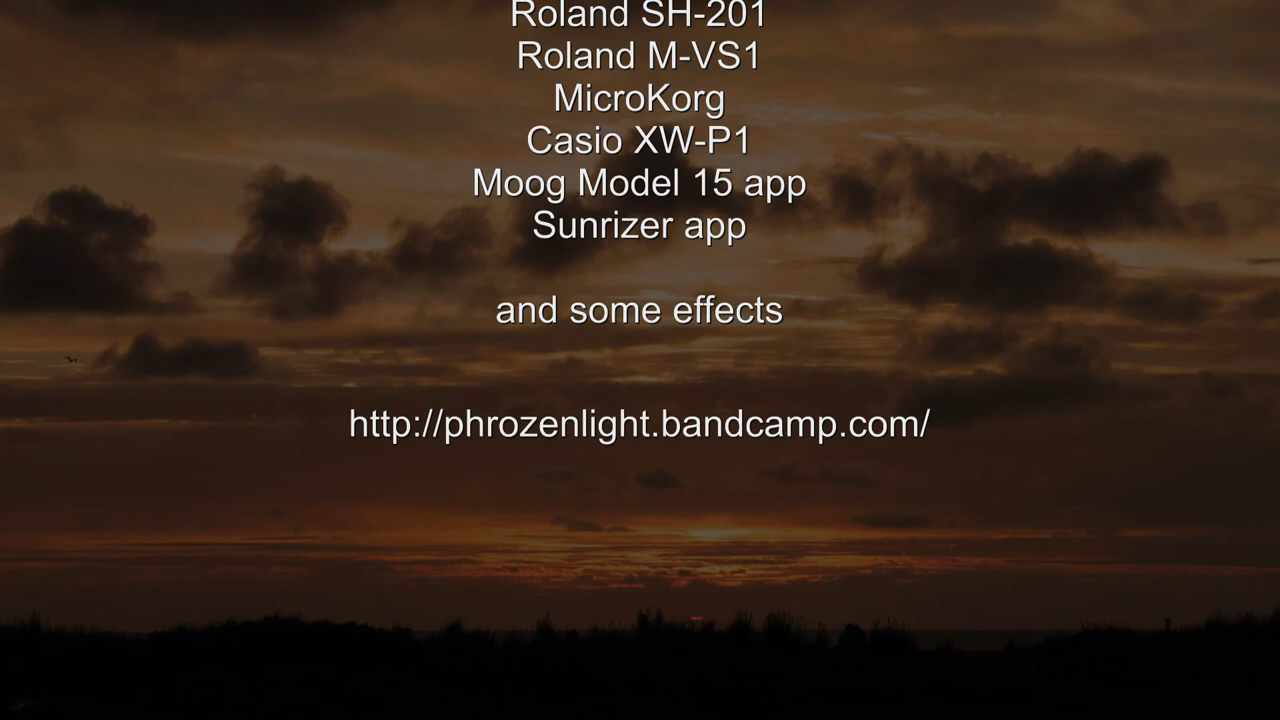 Roland SH-201
Roland M-VS1
MicroKorg
Casio XW-P1
Moog Model 15 app
Sunrizer app
and some effects
http://phrozenlight.bandcamp.com/